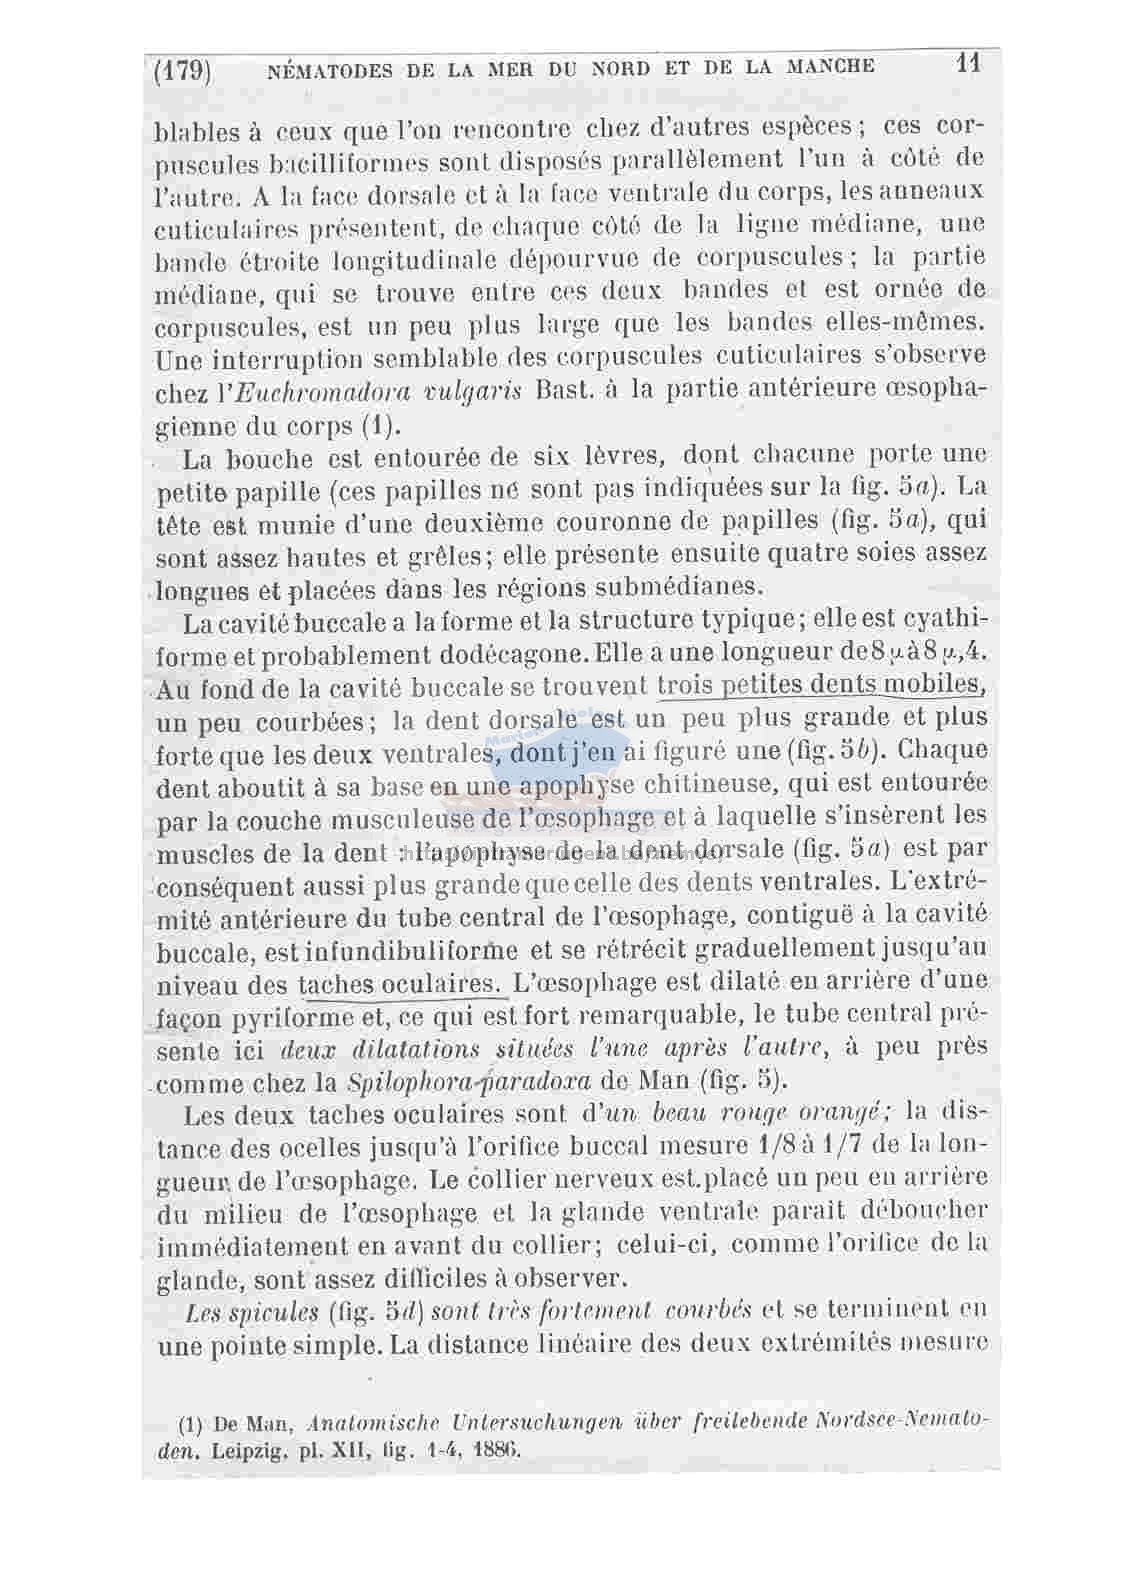 (179) NÉMATODES DE LA MER DU NORD ET DE LA MANCHE 11
blables à ceux que l'on rencontre chez d'autres espèces; ces cor-
puscules bacilliformes sont disposés parallèlement l'un à côté de
l'autre. A la face dorsale et à la face ventrale du corps, les anneaux
cuticulaires présentent, de chaque côté de la ligne médiane, une
bande étroite longitudinale dépourvue de corpuscules; la partie
médiane, qui se trouve entre ces deux bandes et est ornée de
corpuscules, est un peu plus large que les bandes elles-mêmes.
Une interruption semblable des corpuscules cuticulaires s'observe
chez l'Euchromadora vulgaris Bast. à la partie antérieure œsopha-
gienne du corps (1).
La bouche est entourée de six lèvres, dont chacune porte une
petite papille (ces papilles ne sont pas indiquées sur la fig. 5a). La
tête est munie d'une deuxième couronne de papilles (fig. 5a), qui
sont assez hautes et grêles; elle présente ensuite quatre soies assez
longues et placées dans les régions submédianes.
La cavité buccale a la forme et la structure typique; elle est cyathi-
forme et probablement dodécagone. Elle a une longueur de 8 μ à 8 μ,4.
Au fond de la cavité buccale se trouvent trois petites dents mobiles,
un peu courbées; la dent dorsale est un peu plus grande et plus
forte que les deux ventrales, dont j'en ai figuré une (fig. 5b). Chaque
dent aboutit à sa base en une apophyse chitineuse, qui est entourée
par la couche musculeuse de l'œsophage et à laquelle s'insèrent les
muscles de la dent : l'apophyse de la dent dorsale (fig. 5a) est par
conséquent aussi plus grande que celle des dents ventrales. L'extré-
mité antérieure du tube central de l'œsophage, contiguë à la cavité
buccale, est infundibuliforme et se rétrécit graduellement jusqu'au
niveau des taches oculaires. L'œsophage est dilaté en arrière d'une
façon pyriforme et, ce qui est fort remarquable, le tube central pré-
sente ici deux dilatations situées l'une après l'autre, à peu près
comme chez la Spilophora paradoxa de Man (fig. 5).
Les deux taches oculaires sont d'un beau rouge orangé; la dis-
tance des ocelles jusqu'à l'orifice buccal mesure 1/8 à 1/7 de la lon-
gueur de l'œsophage. Le collier nerveux est placé un peu en arrière
du milieu de l'œsophage et la glande ventrale parait déboucher
immédiatement en avant du collier; celui-ci, comme l'orifice de la
glande, sont assez difficiles à observer.
Les spicules (fig. 5d) sont très fortement courbés et se terminent en
une pointe simple. La distance linéaire des deux extrémités mesure
(1) De Man, Anatomische Untersuchungen über freilebende Nordsee-Nemato-
den. Leipzig, pl. XII, fig. 1-4, 1886.